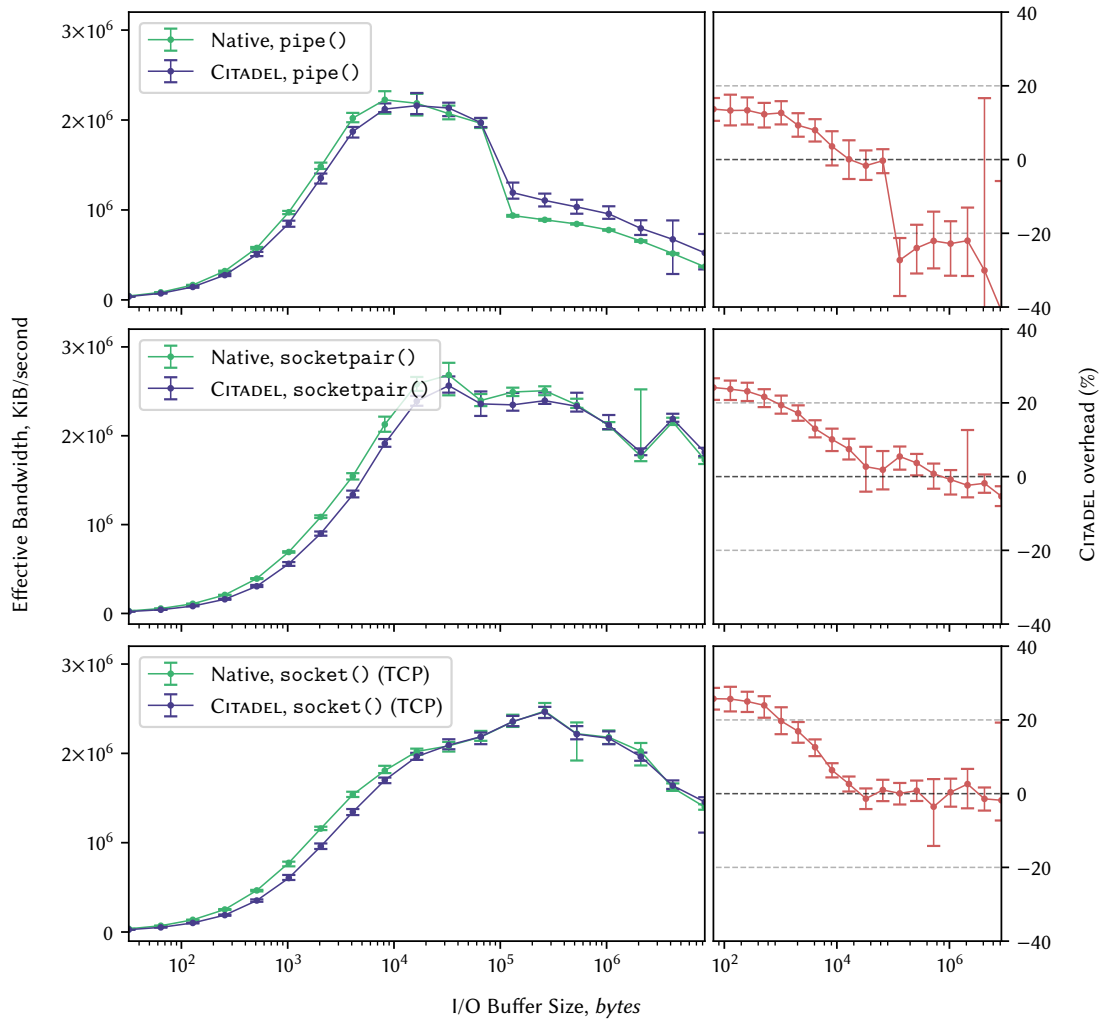 Effective Bandwidth, KiB/second
3×10⁶
2×10⁶
10⁶
0
Native, pipe()
CITADEL, pipe()
40
20
0
−20
−40
3×10⁶
2×10⁶
10⁶
0
Native, socketpair()
CITADEL, socketpair()
40
20
0
−20
−40
CITADEL overhead (%)
3×10⁶
2×10⁶
10⁶
0
Native, socket() (TCP)
CITADEL, socket() (TCP)
40
20
0
−20
−40
10² 10³ 10⁴ 10⁵ 10⁶
10² 10⁴ 10⁶
I/O Buffer Size, bytes